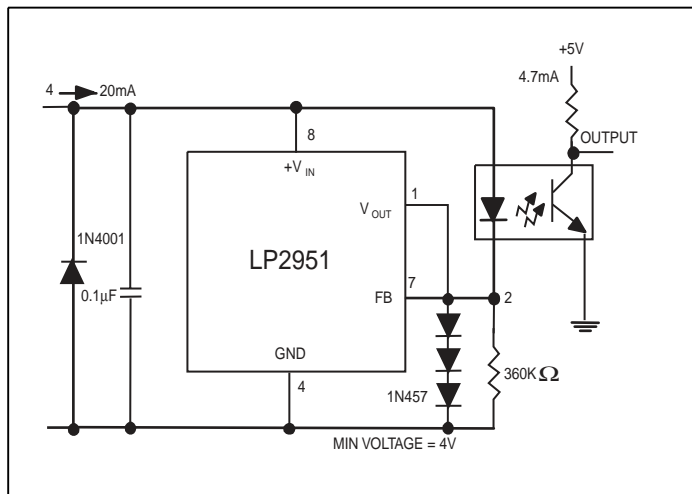 +5V
4.7mA
4 20mA
OUTPUT
8
+V IN
1
V OUT
1N4001
LP2951
0.1µF
7
FB
2
GND
360KΩ
4
1N457
MIN VOLTAGE = 4V